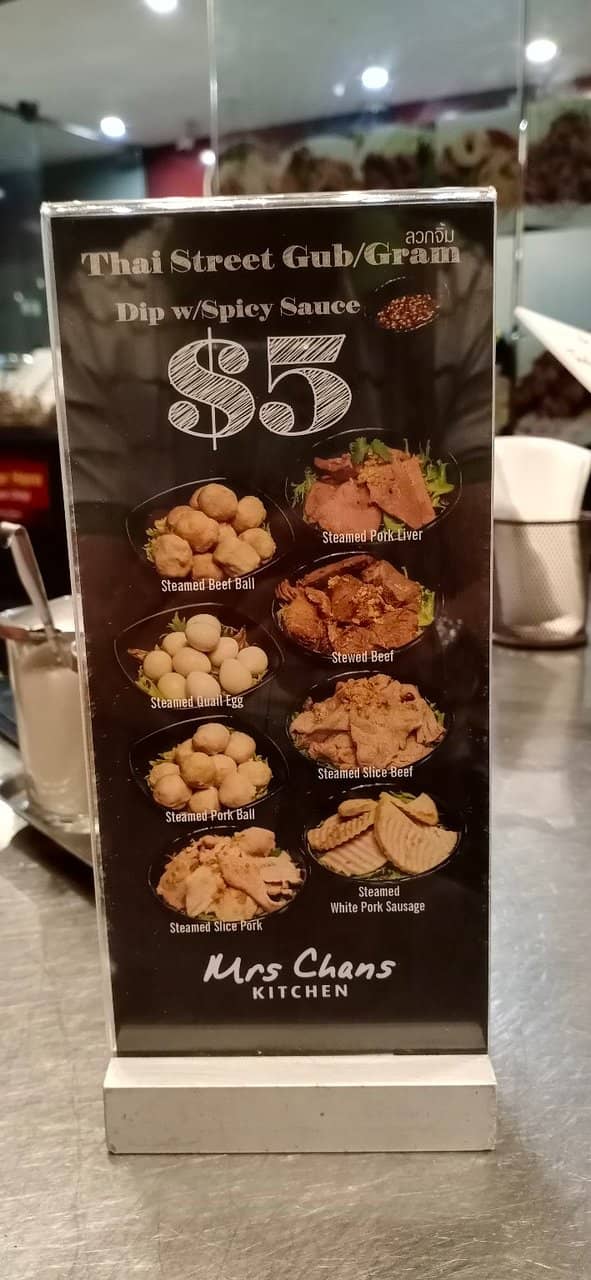 ลวกจิ้ม
Thai Street Gub/Gram
Dip w/Spicy Sauce
$5
Steamed Pork Liver
Steamed Beef Ball
Stewed Beef
Steamed Quail Egg
Steamed Slice Beef
Steamed Pork Ball
Steamed
White Pork Sausage
Steamed Slice Pork
Mrs Chans
KITCHEN